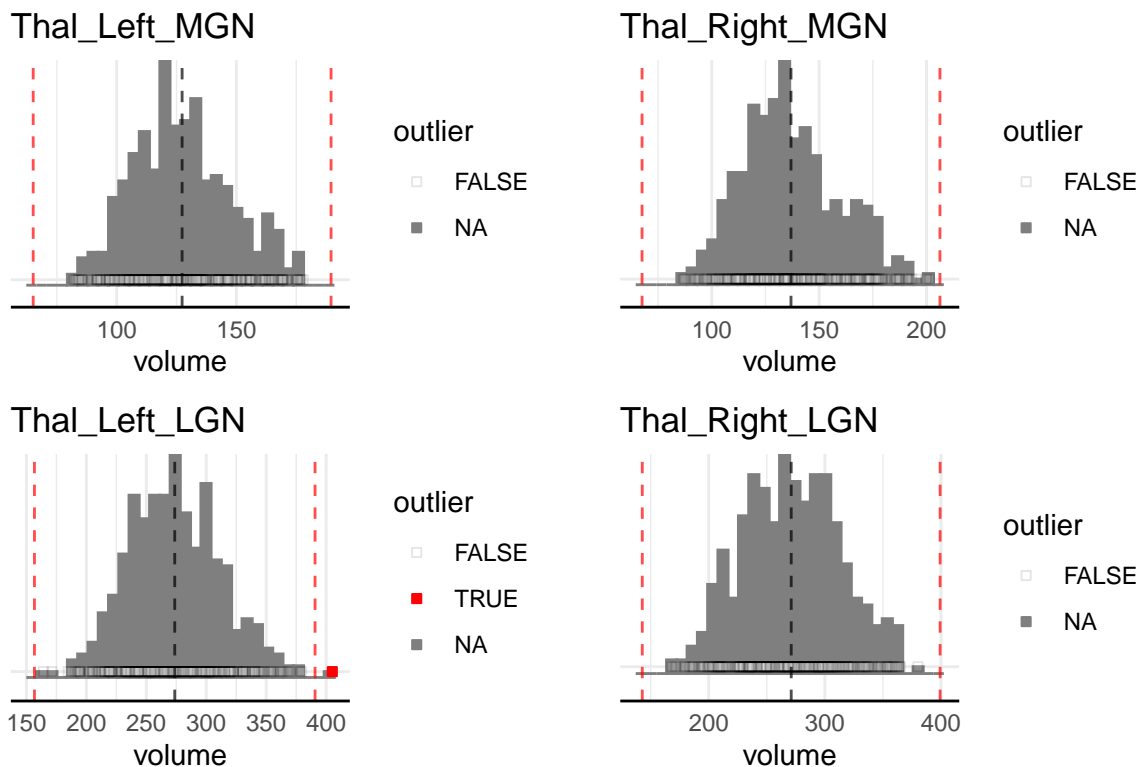 Thal_Left_MGN
outlier
FALSE
NA
100 150
volume
Thal_Right_MGN
outlier
FALSE
NA
100 150 200
volume
Thal_Left_LGN
outlier
FALSE
TRUE
NA
150 200 250 300 350 400
volume
Thal_Right_LGN
outlier
FALSE
NA
200 300 400
volume